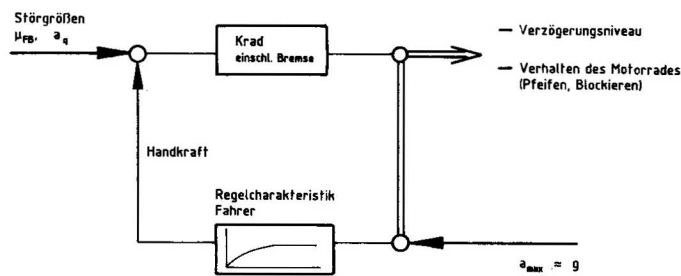 Störgrößen
μFB, aq
Krad
einschl. Bremse
– Verzögerungsniveau
– Verhalten des Motorrades
(Pfeifen, Blockieren)
Handkraft
Regelcharakteristik
Fahrer
amax ≈ g